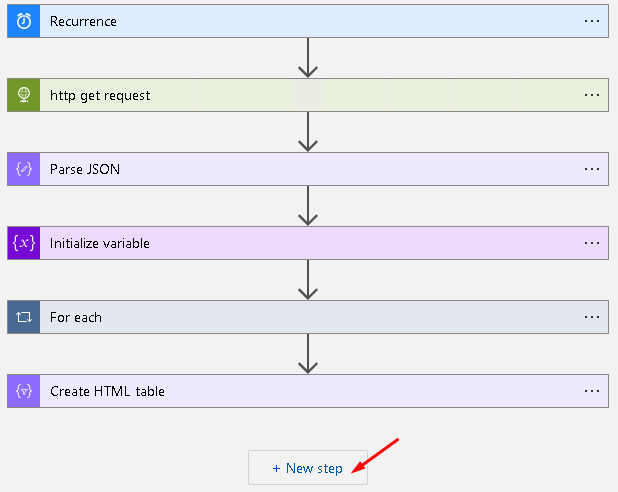 Recurrence
http get request
Parse JSON
{x} Initialize variable
For each
Create HTML table
+ New step